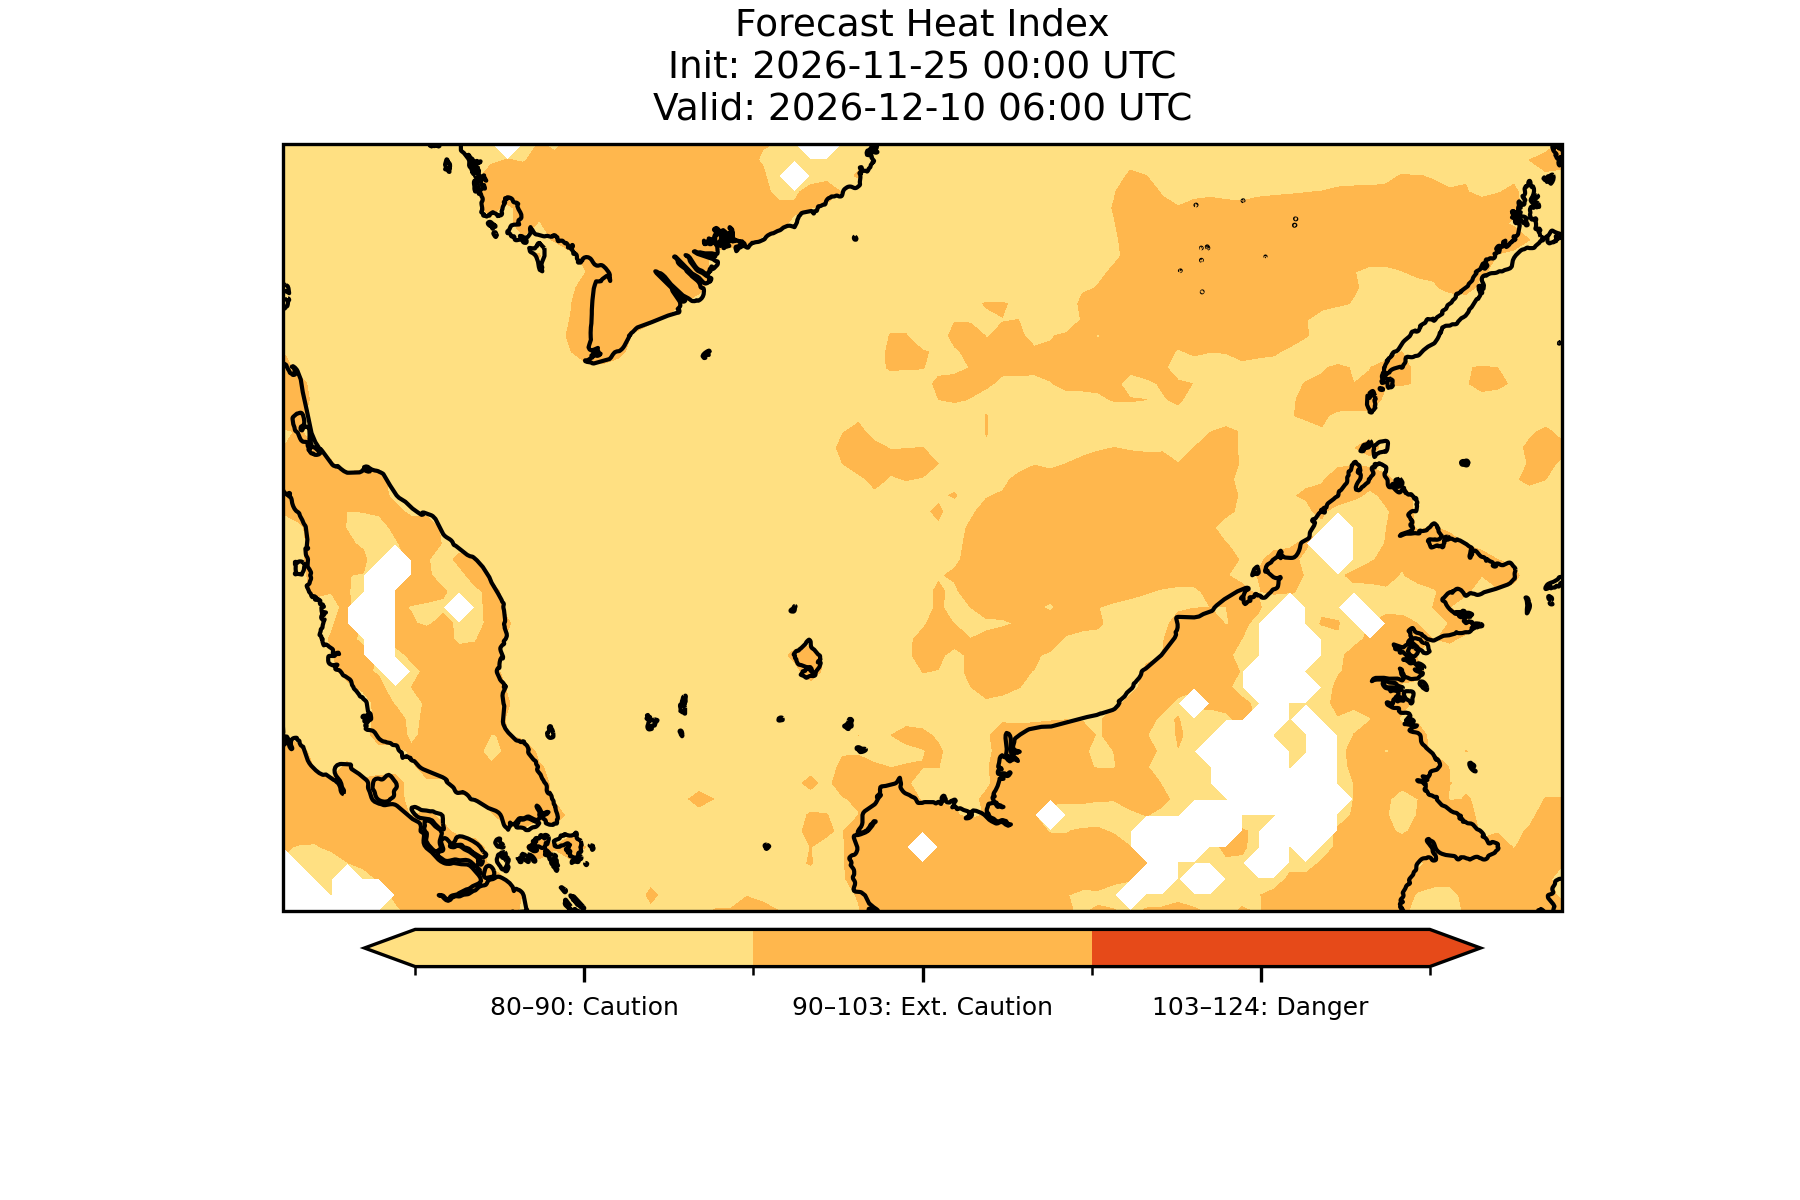 Forecast Heat Index
Init: 2026-11-25 00:00 UTC
Valid: 2026-12-10 06:00 UTC
80–90: Caution
90–103: Ext. Caution
103–124: Danger